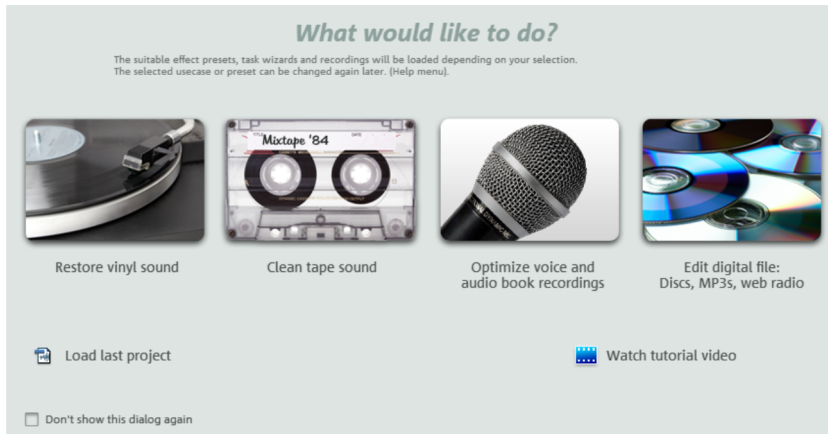 What would like to do?
The suitable effect presets, task wizards and recordings will be loaded depending on your selection.
The selected usecase or preset can be changed again later. (Help menu).
TITLE
DATE
Mixtape '84
Restore vinyl sound
Clean tape sound
Optimize voice and
audio book recordings
Edit digital file:
Discs, MP3s, web radio
Load last project
Watch tutorial video
Don't show this dialog again